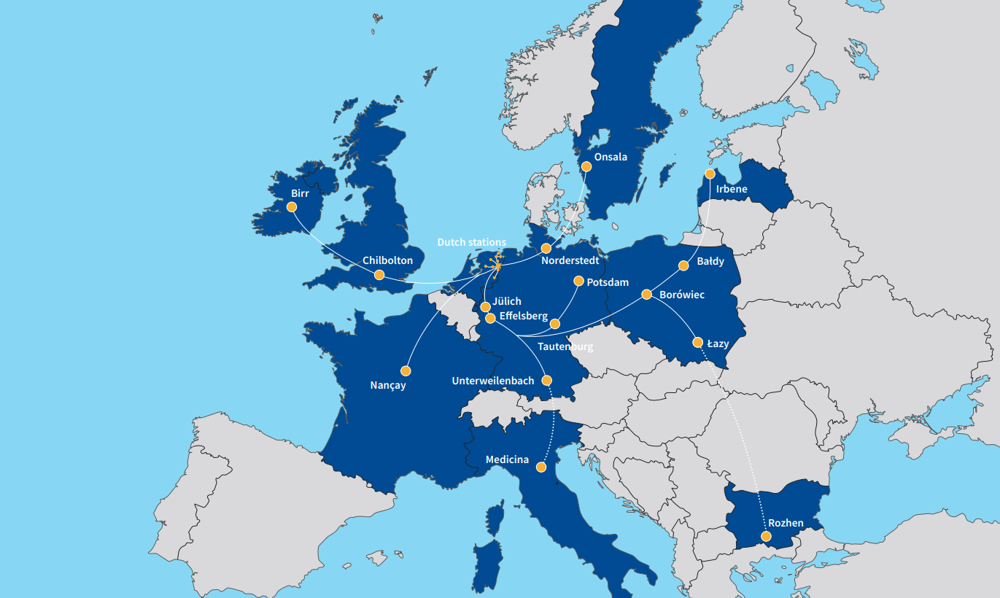 Onsala
Irbene
Birr
Dutch stations
Chilbolton
Norderstedt
Bałdy
Potsdam
Borówiec
Jülich
Effelsberg
Tautenburg
Łazy
Nançay
Unterweilenbach
Medicina
Rozhen